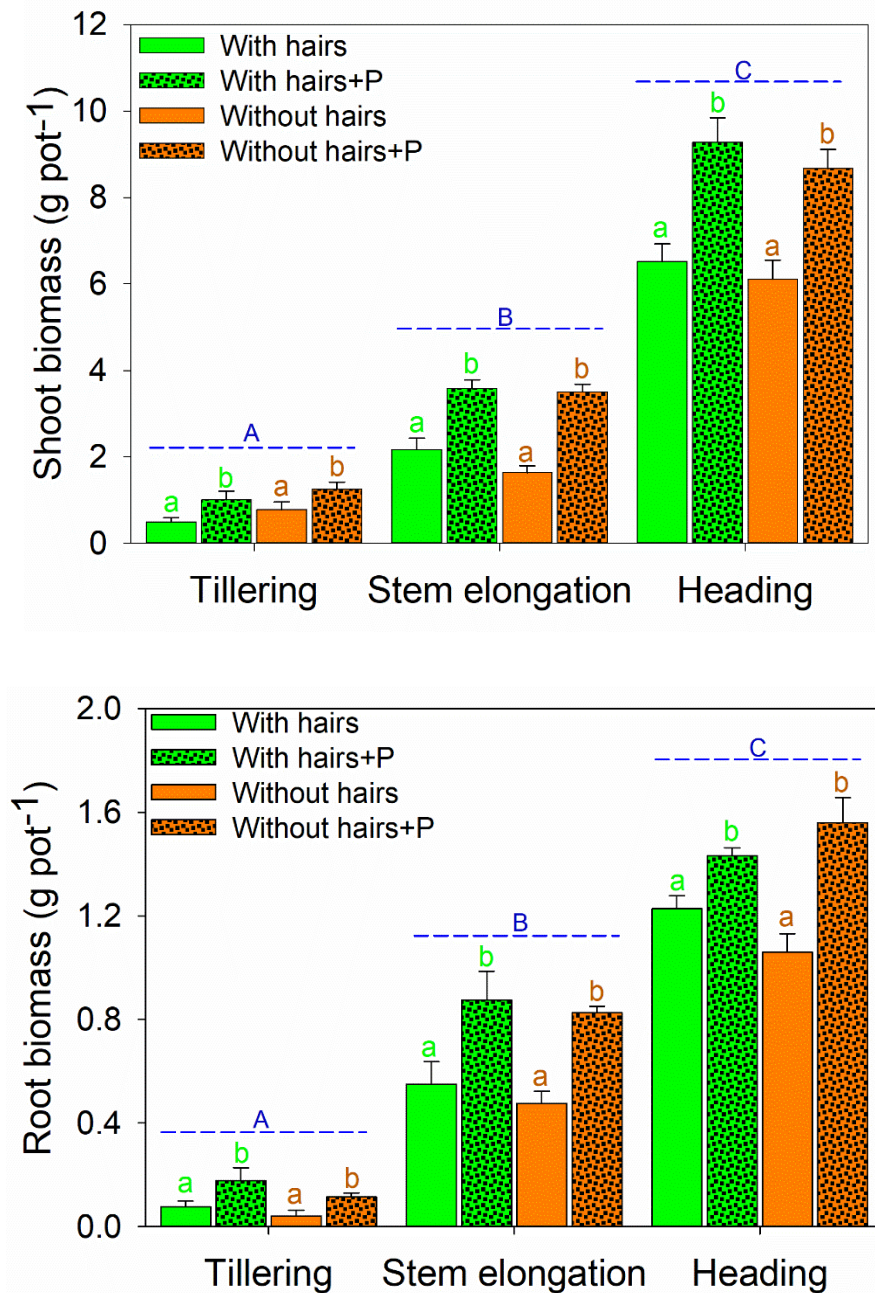 12
10
8
6
4
2
0
Shoot biomass (g pot-1)
With hairs
With hairs+P
Without hairs
Without hairs+P
A
a b a b
B
a b a b
C
a b a b
Tillering Stem elongation Heading
2.0
1.6
1.2
0.8
0.4
0.0
Root biomass (g pot-1)
With hairs
With hairs+P
Without hairs
Without hairs+P
A
a b a b
B
a b a b
C
a b a b
Tillering Stem elongation Heading